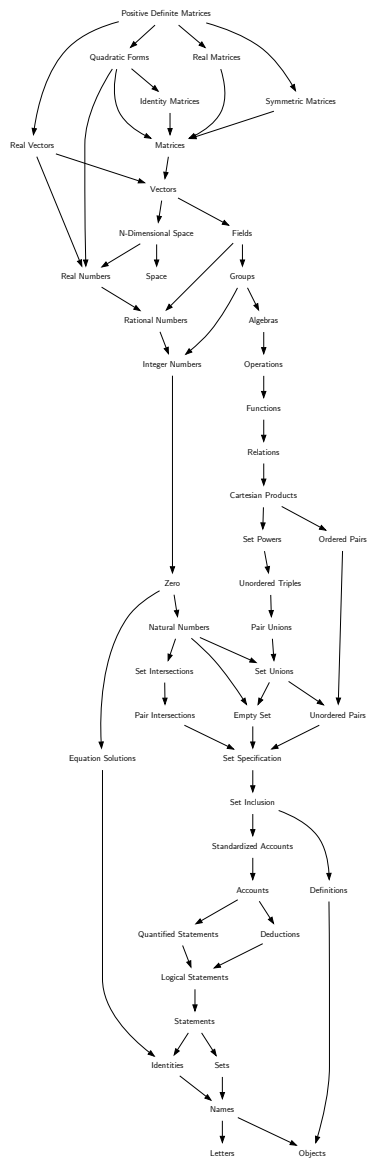 Positive Definite Matrices
Quadratic Forms
Real Matrices
Identity Matrices
Symmetric Matrices
Real Vectors
Matrices
Vectors
N-Dimensional Space
Fields
Real Numbers
Space
Groups
Rational Numbers
Algebras
Integer Numbers
Operations
Functions
Relations
Cartesian Products
Set Powers
Ordered Pairs
Zero
Unordered Triples
Natural Numbers
Pair Unions
Set Intersections
Set Unions
Pair Intersections
Empty Set
Unordered Pairs
Equation Solutions
Set Specification
Set Inclusion
Standardized Accounts
Accounts
Definitions
Quantified Statements
Deductions
Logical Statements
Statements
Identities
Sets
Names
Letters
Objects